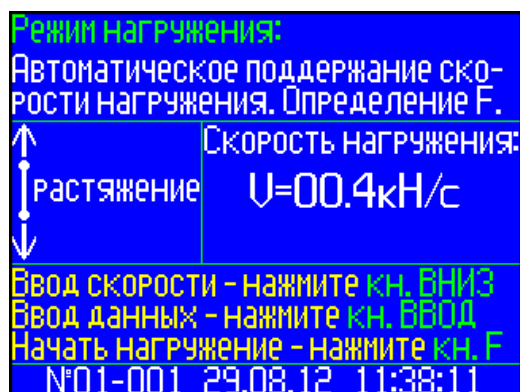 Режим нагружения:
Автоматическое поддержание ско-
рости нагружения. Определение F.
Скорость нагружения:
растяжение
V=00.4кН/с
Ввод скорости - нажмите кн. ВНИЗ
Ввод данных - нажмите кн. ВВОД
Начать нагружение - нажмите кн. F
№01-001 29.08.12 11:38:11